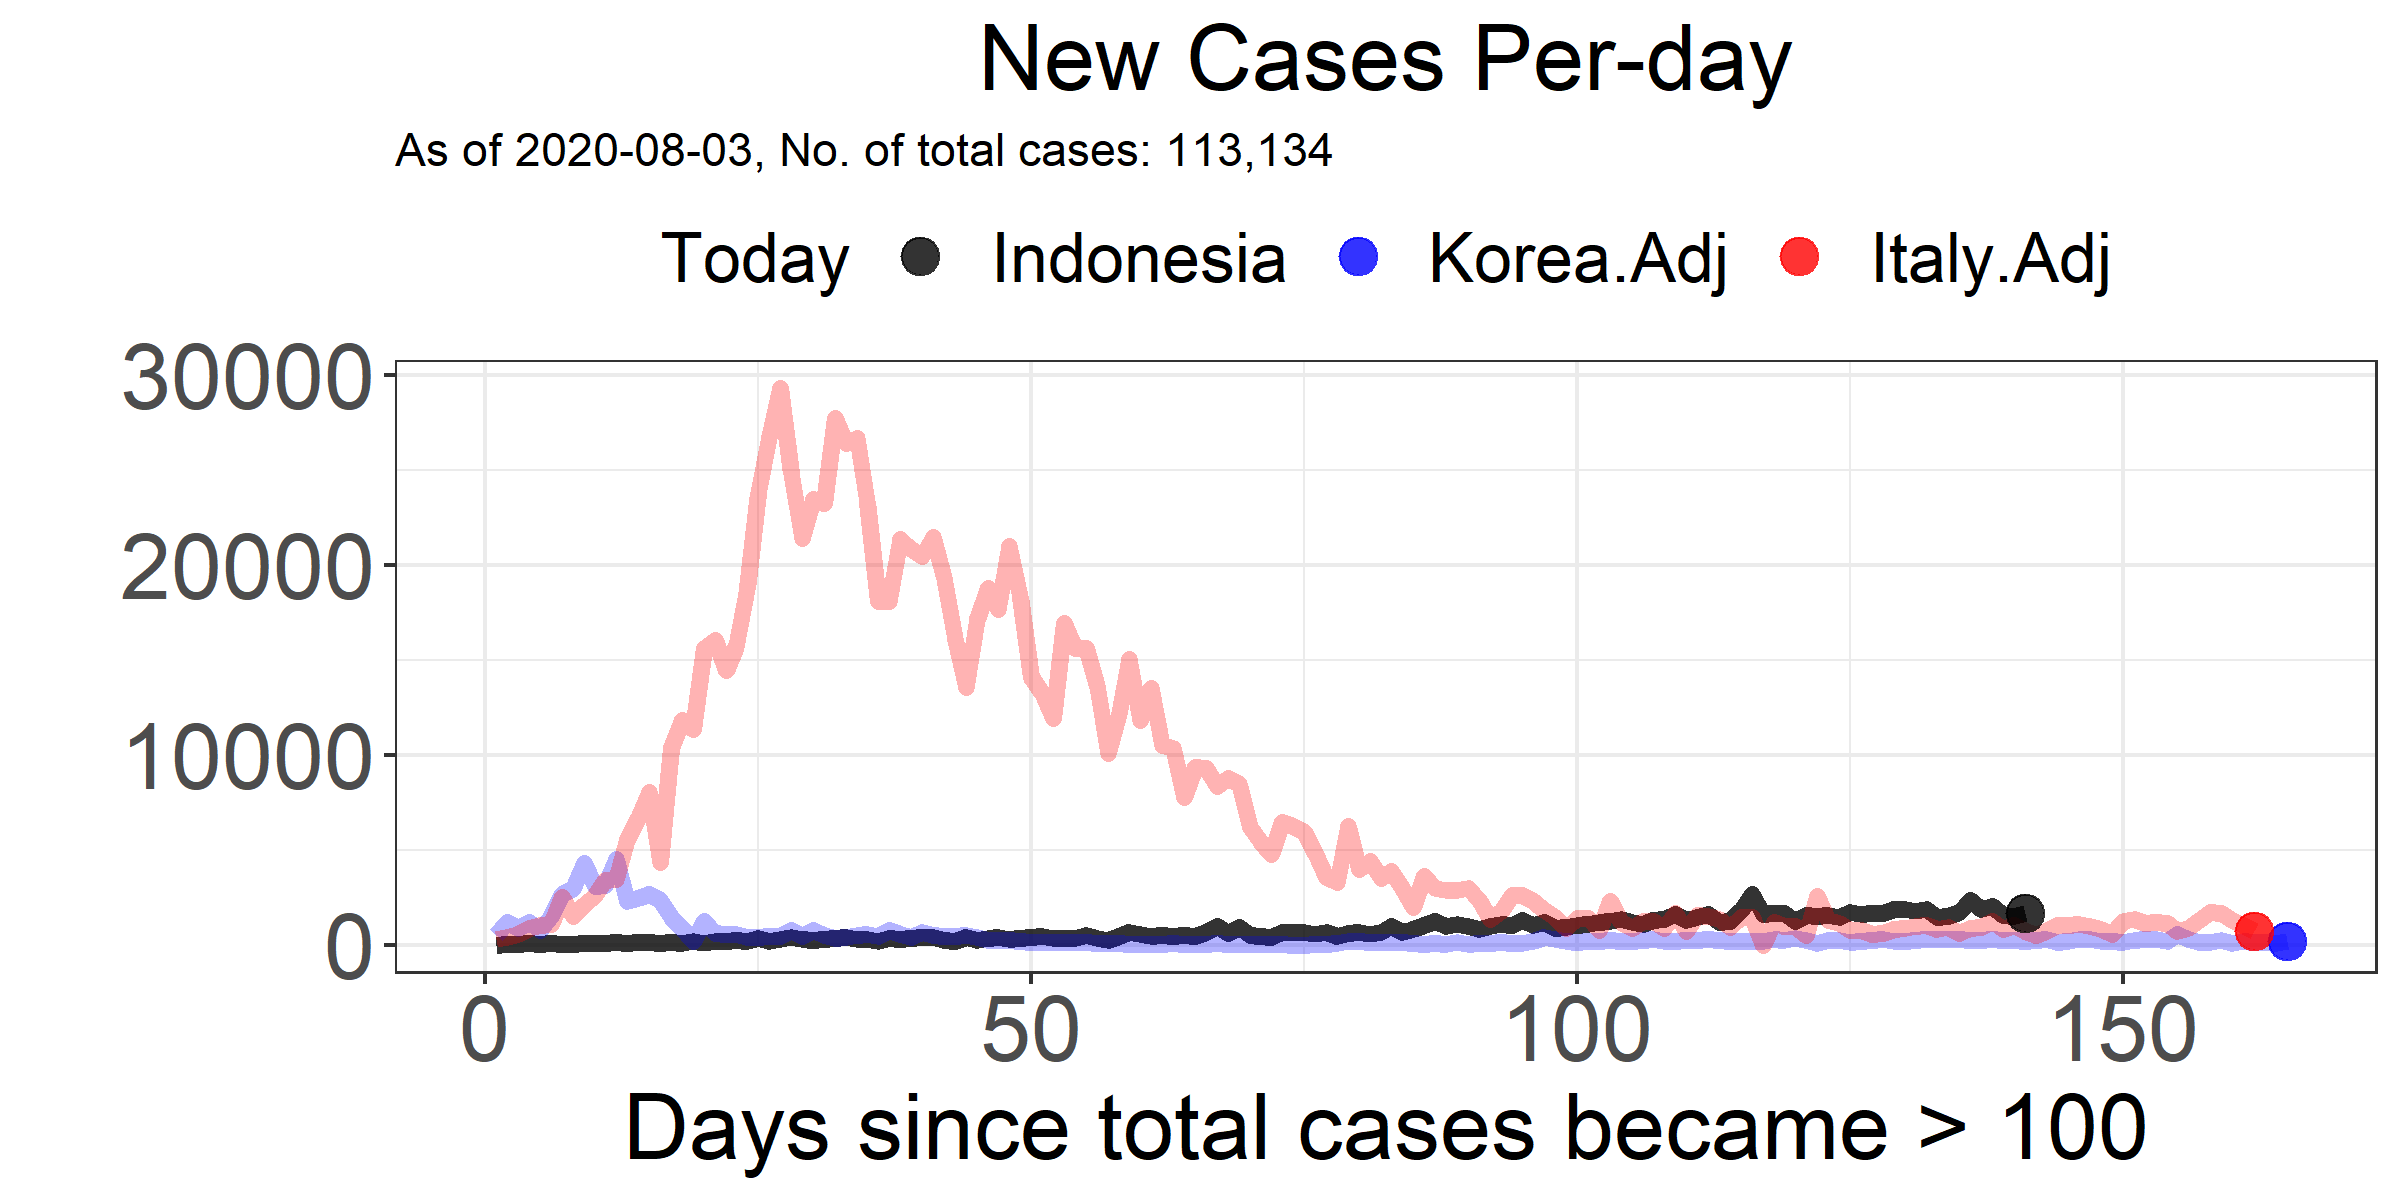 New Cases Per-day
As of 2020-08-03, No. of total cases: 113,134
Today Indonesia Korea.Adj Italy.Adj
30000
20000
10000
0
0 50 100 150
Days since total cases became > 100